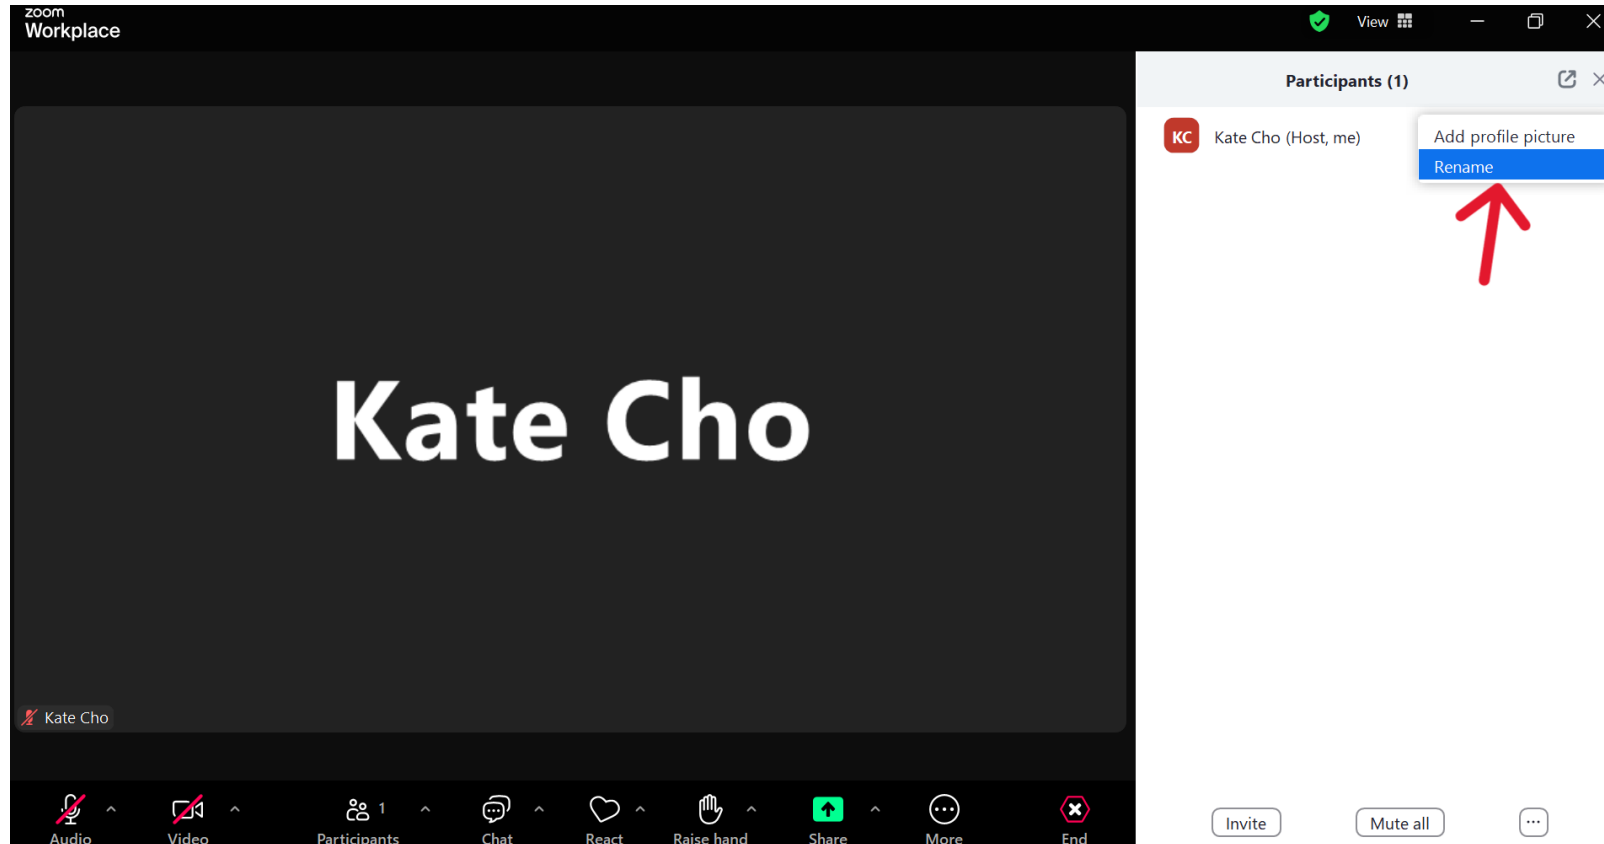 zoom
Workplace
View
Participants (1)
KC Kate Cho (Host, me)
Add profile picture
Rename
Kate Cho
Kate Cho
1
Audio Video Participants Chat React Raise hand Share More End
Invite Mute all